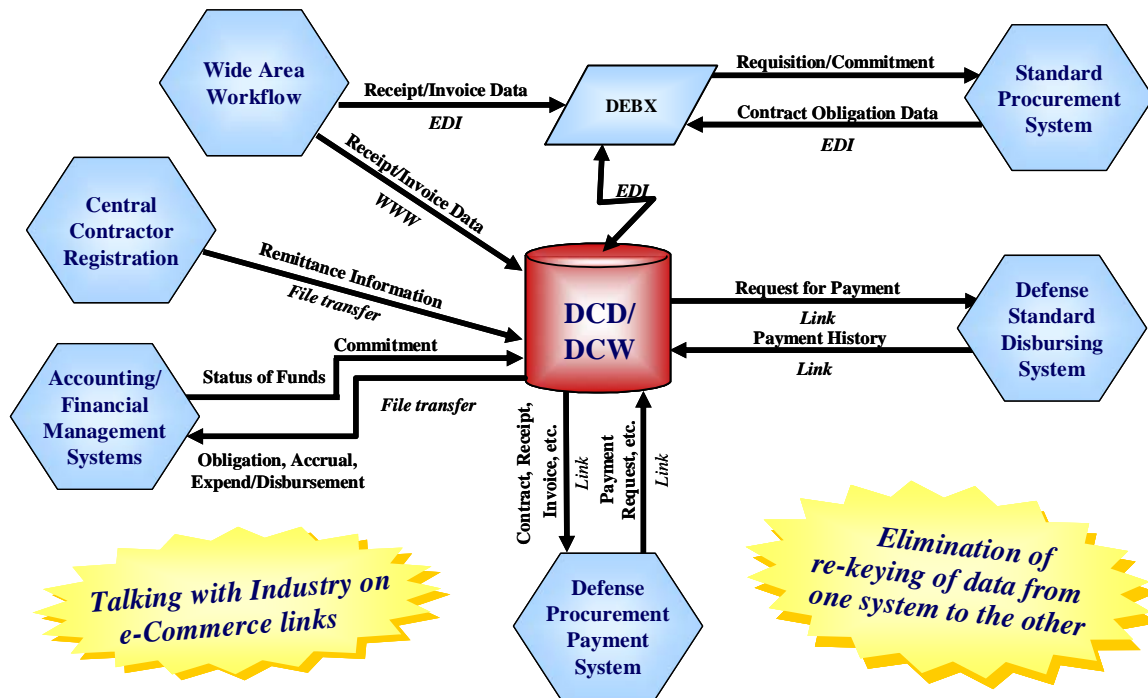 Wide Area
Workflow
Receipt/Invoice Data
EDI
DEBX
Requisition/Commitment
Contract Obligation Data
EDI
Standard
Procurement
System
Receipt/Invoice Data
WWW
EDI
Central
Contractor
Registration
Remittance Information
File transfer
DCD/
DCW
Request for Payment
Link
Payment History
Link
Defense
Standard
Disbursing
System
Accounting/
Financial
Management
Systems
Commitment
Status of Funds
File transfer
Obligation, Accrual,
Expend/Disbursement
Contract, Receipt,
Invoice, etc.
Link
Payment
Request, etc.
Link
Defense
Procurement
Payment
System
Talking with Industry on
e-Commerce links
Elimination of
re-keying of data from
one system to the other